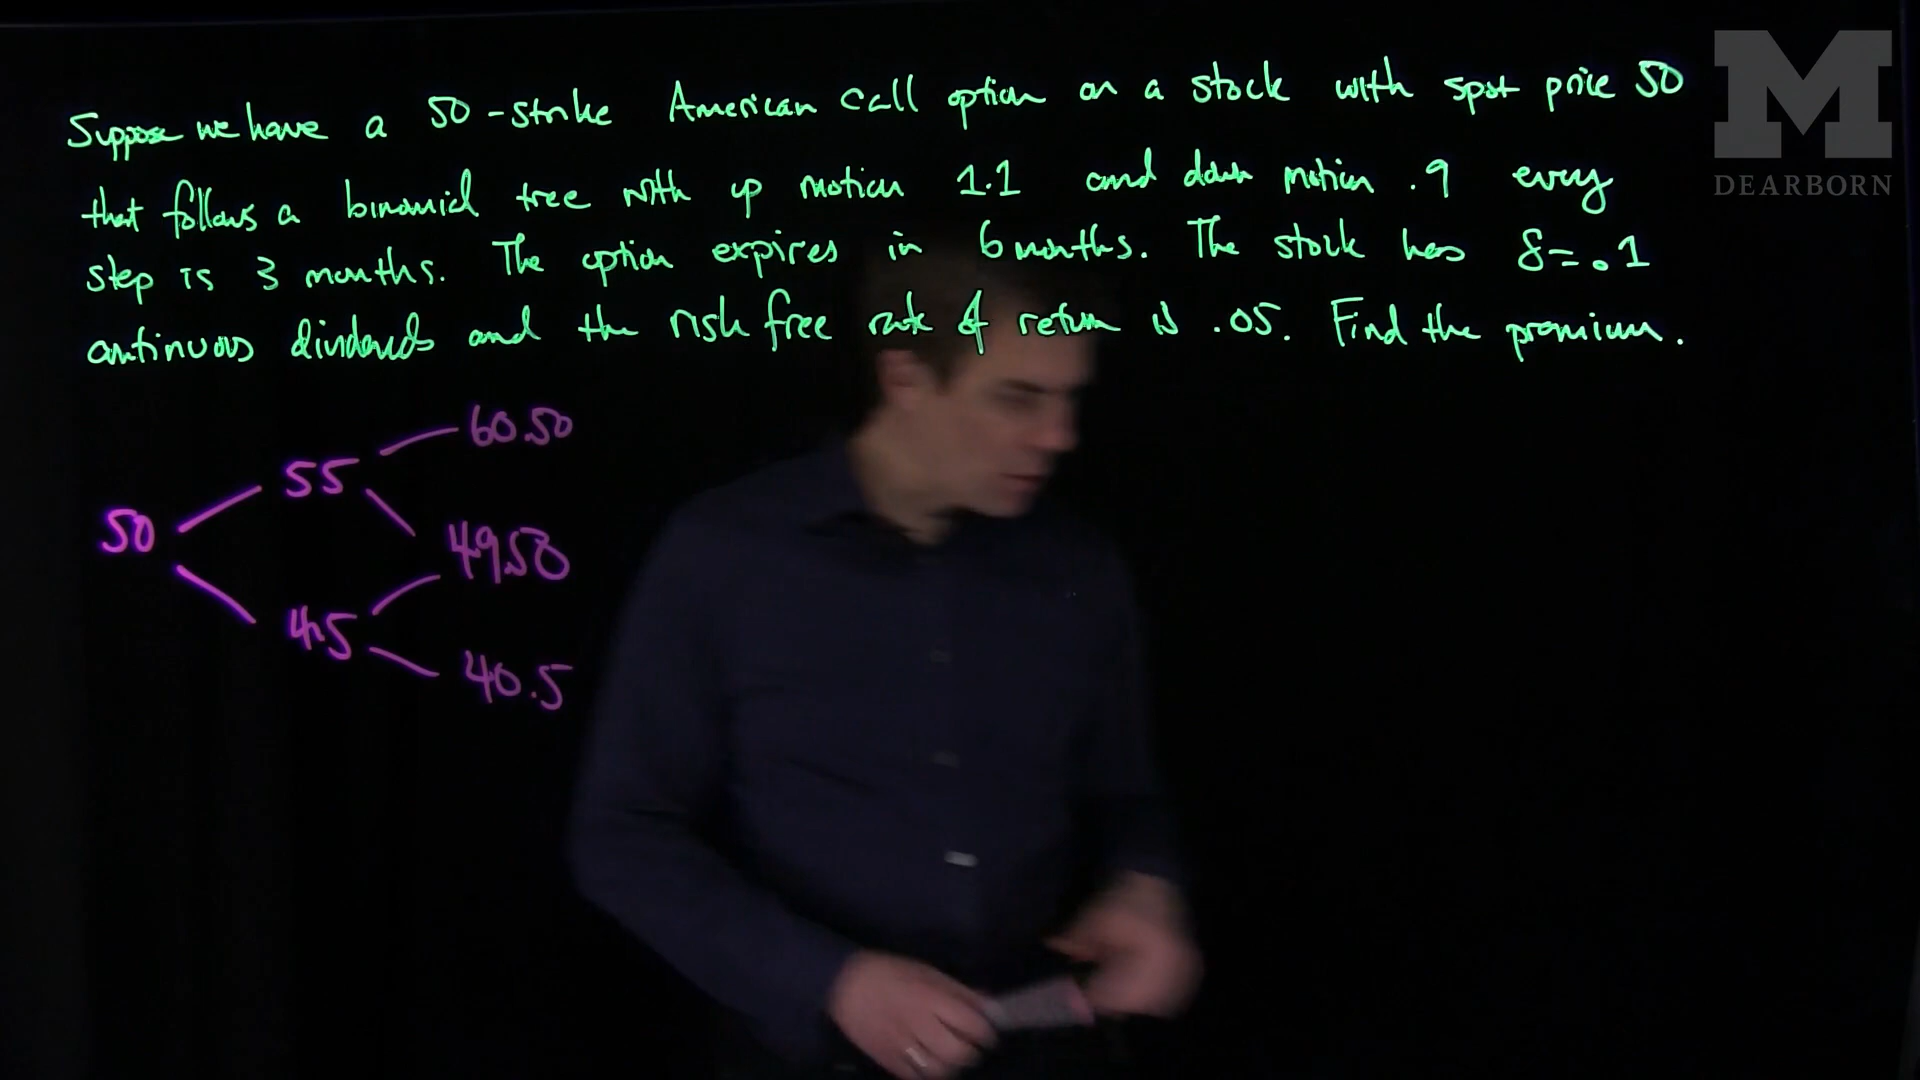 Suppose we have a 50-strike American call option on a stock with spot price 50
that follows a binomial tree with up motion 1.1 and down motion .9 every
step is 3 months. The option expires in 6 months. The stock has δ=.1
continuous dividends and the risk free rate of return is .05. Find the premium.
60.50
55
50
49.50
45
40.5
M
DEARBORN